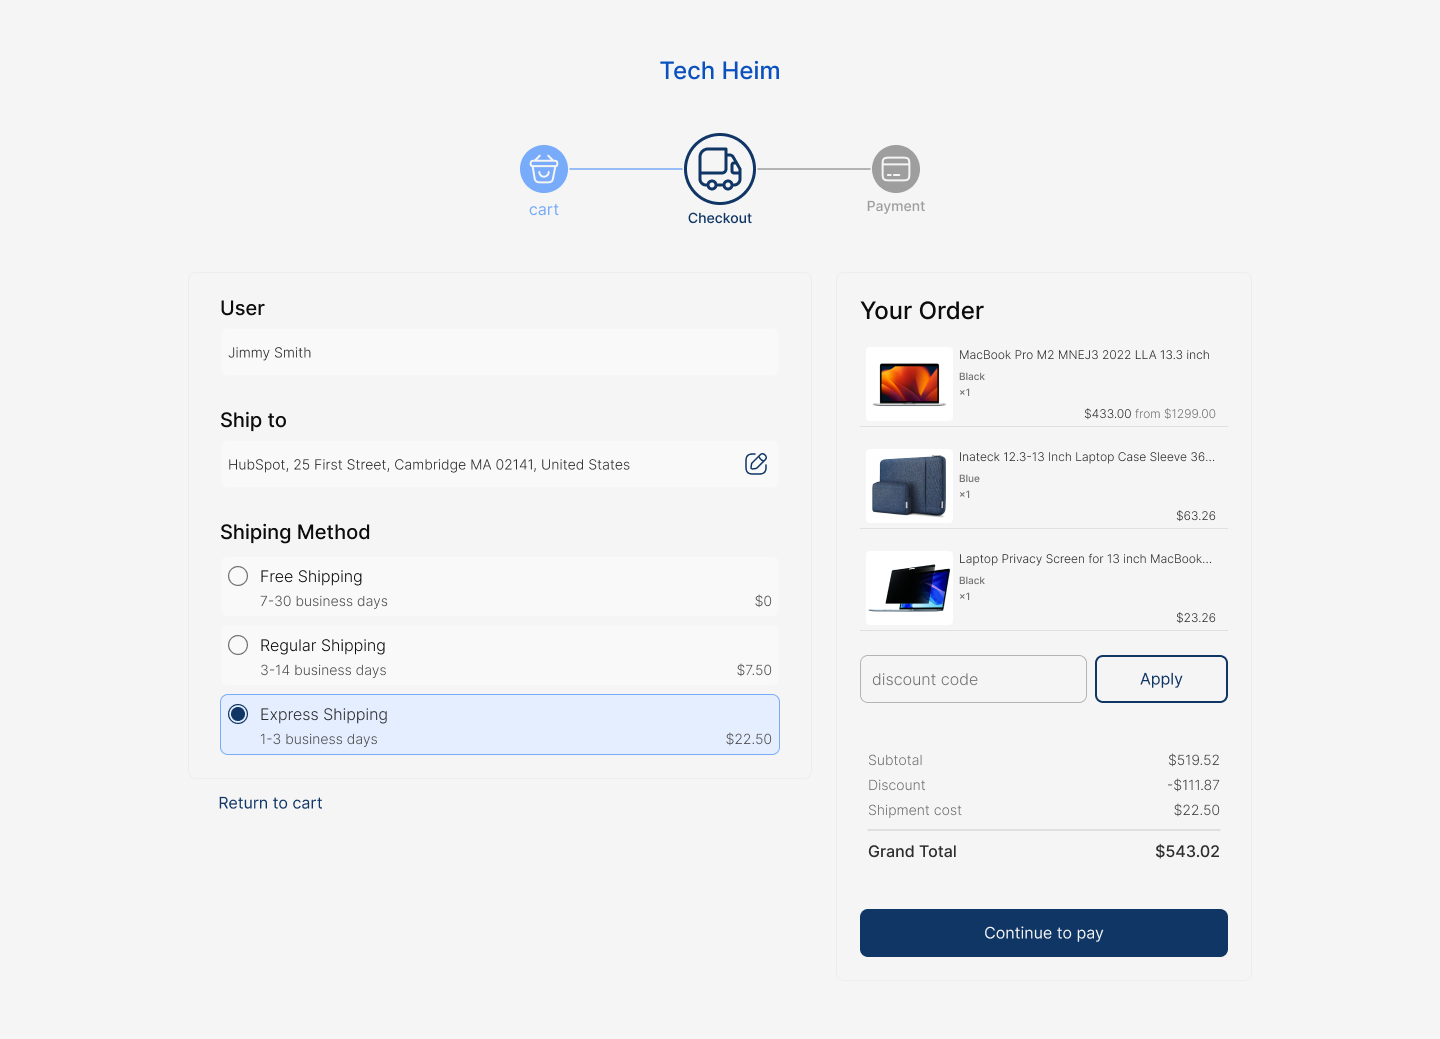 Tech Heim
cart
Checkout
Payment
User
Jimmy Smith
Ship to
HubSpot, 25 First Street, Cambridge MA 02141, United States
Shiping Method
Free Shipping
7-30 business days
$0
Regular Shipping
3-14 business days
$7.50
Express Shipping
1-3 business days
$22.50
Return to cart
Your Order
MacBook Pro M2 MNEJ3 2022 LLA 13.3 inch
Black
×1
$433.00 from $1299.00
Inateck 12.3-13 Inch Laptop Case Sleeve 36...
Blue
×1
$63.26
Laptop Privacy Screen for 13 inch MacBook...
Black
×1
$23.26
discount code
Apply
Subtotal
$519.52
Discount
-$111.87
Shipment cost
$22.50
Grand Total
$543.02
Continue to pay